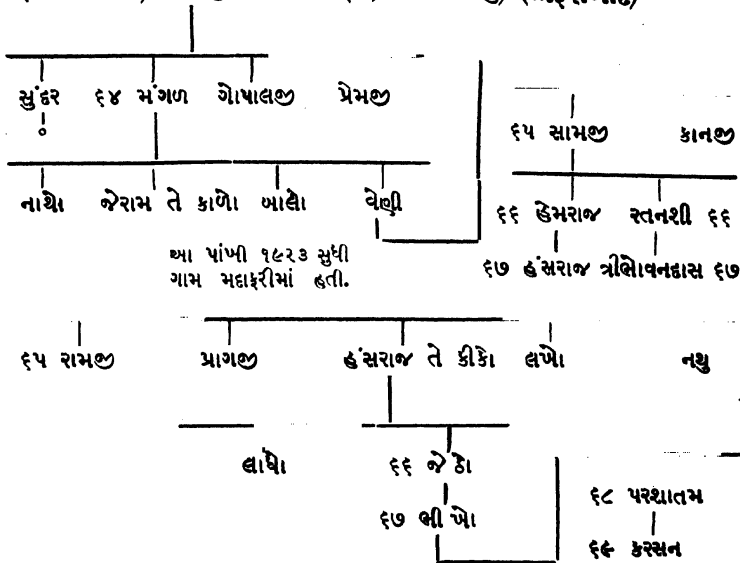 સુંદર ૬૪ મંગળ ગોપાલજી પ્રેમજી
૬૫ સામજી કાનજી
નાથો જેરામ તે કાળો બાલો વેણી
૬૬ હેમરાજ રતનશી ૬૬
આ પાંખી ૧૯૨૩ સુધી
ગામ મદાફરીમાં હતી.
૬૭ હંસરાજ ત્રીભોવનદાસ ૬૭
૬૫ રામજી પ્રાગજી હંસરાજ તે કીકો લખો નથુ
લાધો ૬૬ જેઠો
૬૮ પરશાતમ
૬૭ ભીખો
૬૯ કરસન